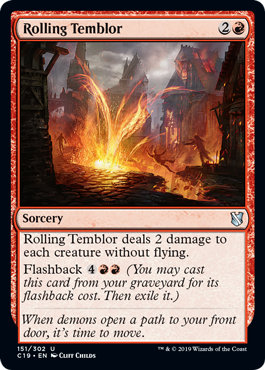 Rolling Temblor 2
Sorcery
Rolling Temblor deals 2 damage to
each creature without flying.
Flashback 4 (You may cast
this card from your graveyard for its
flashback cost. Then exile it.)
When demons open a path to your front
door, it's time to move.
151/302 U
C19 • EN Cliff Childs
™ & © 2019 Wizards of the Coast